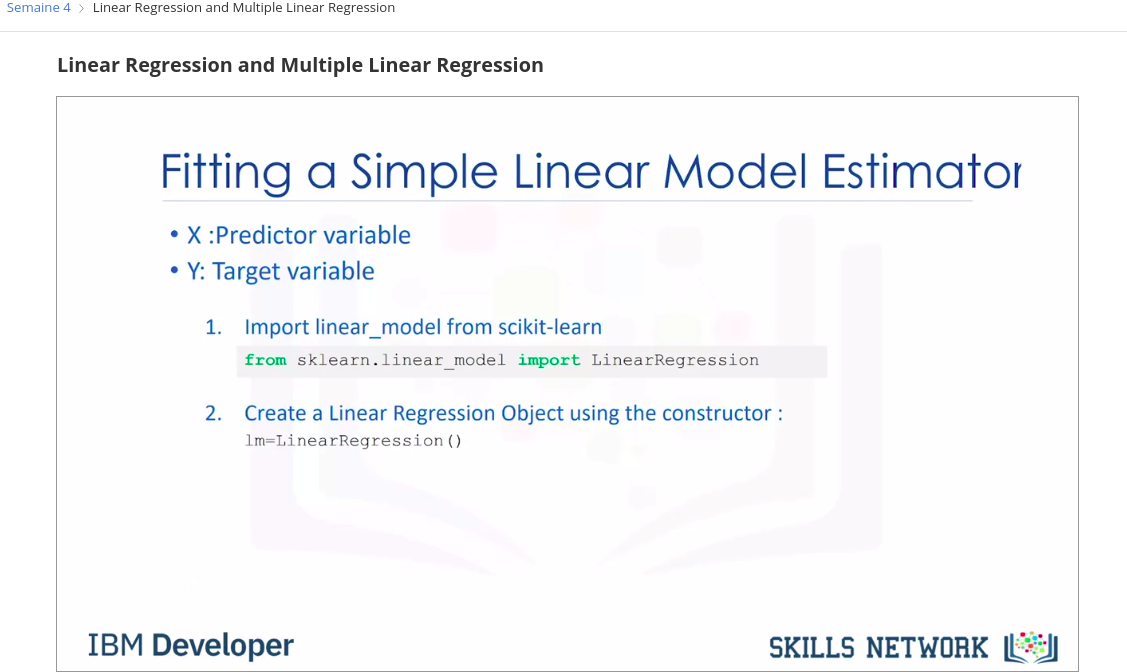 Semaine 4 > Linear Regression and Multiple Linear Regression
Linear Regression and Multiple Linear Regression
Fitting a Simple Linear Model Estimator
• X :Predictor variable
• Y: Target variable
1. Import linear_model from scikit-learn
from sklearn.linear_model import LinearRegression
2. Create a Linear Regression Object using the constructor :
lm=LinearRegression()
IBM Developer
SKILLS NETWORK